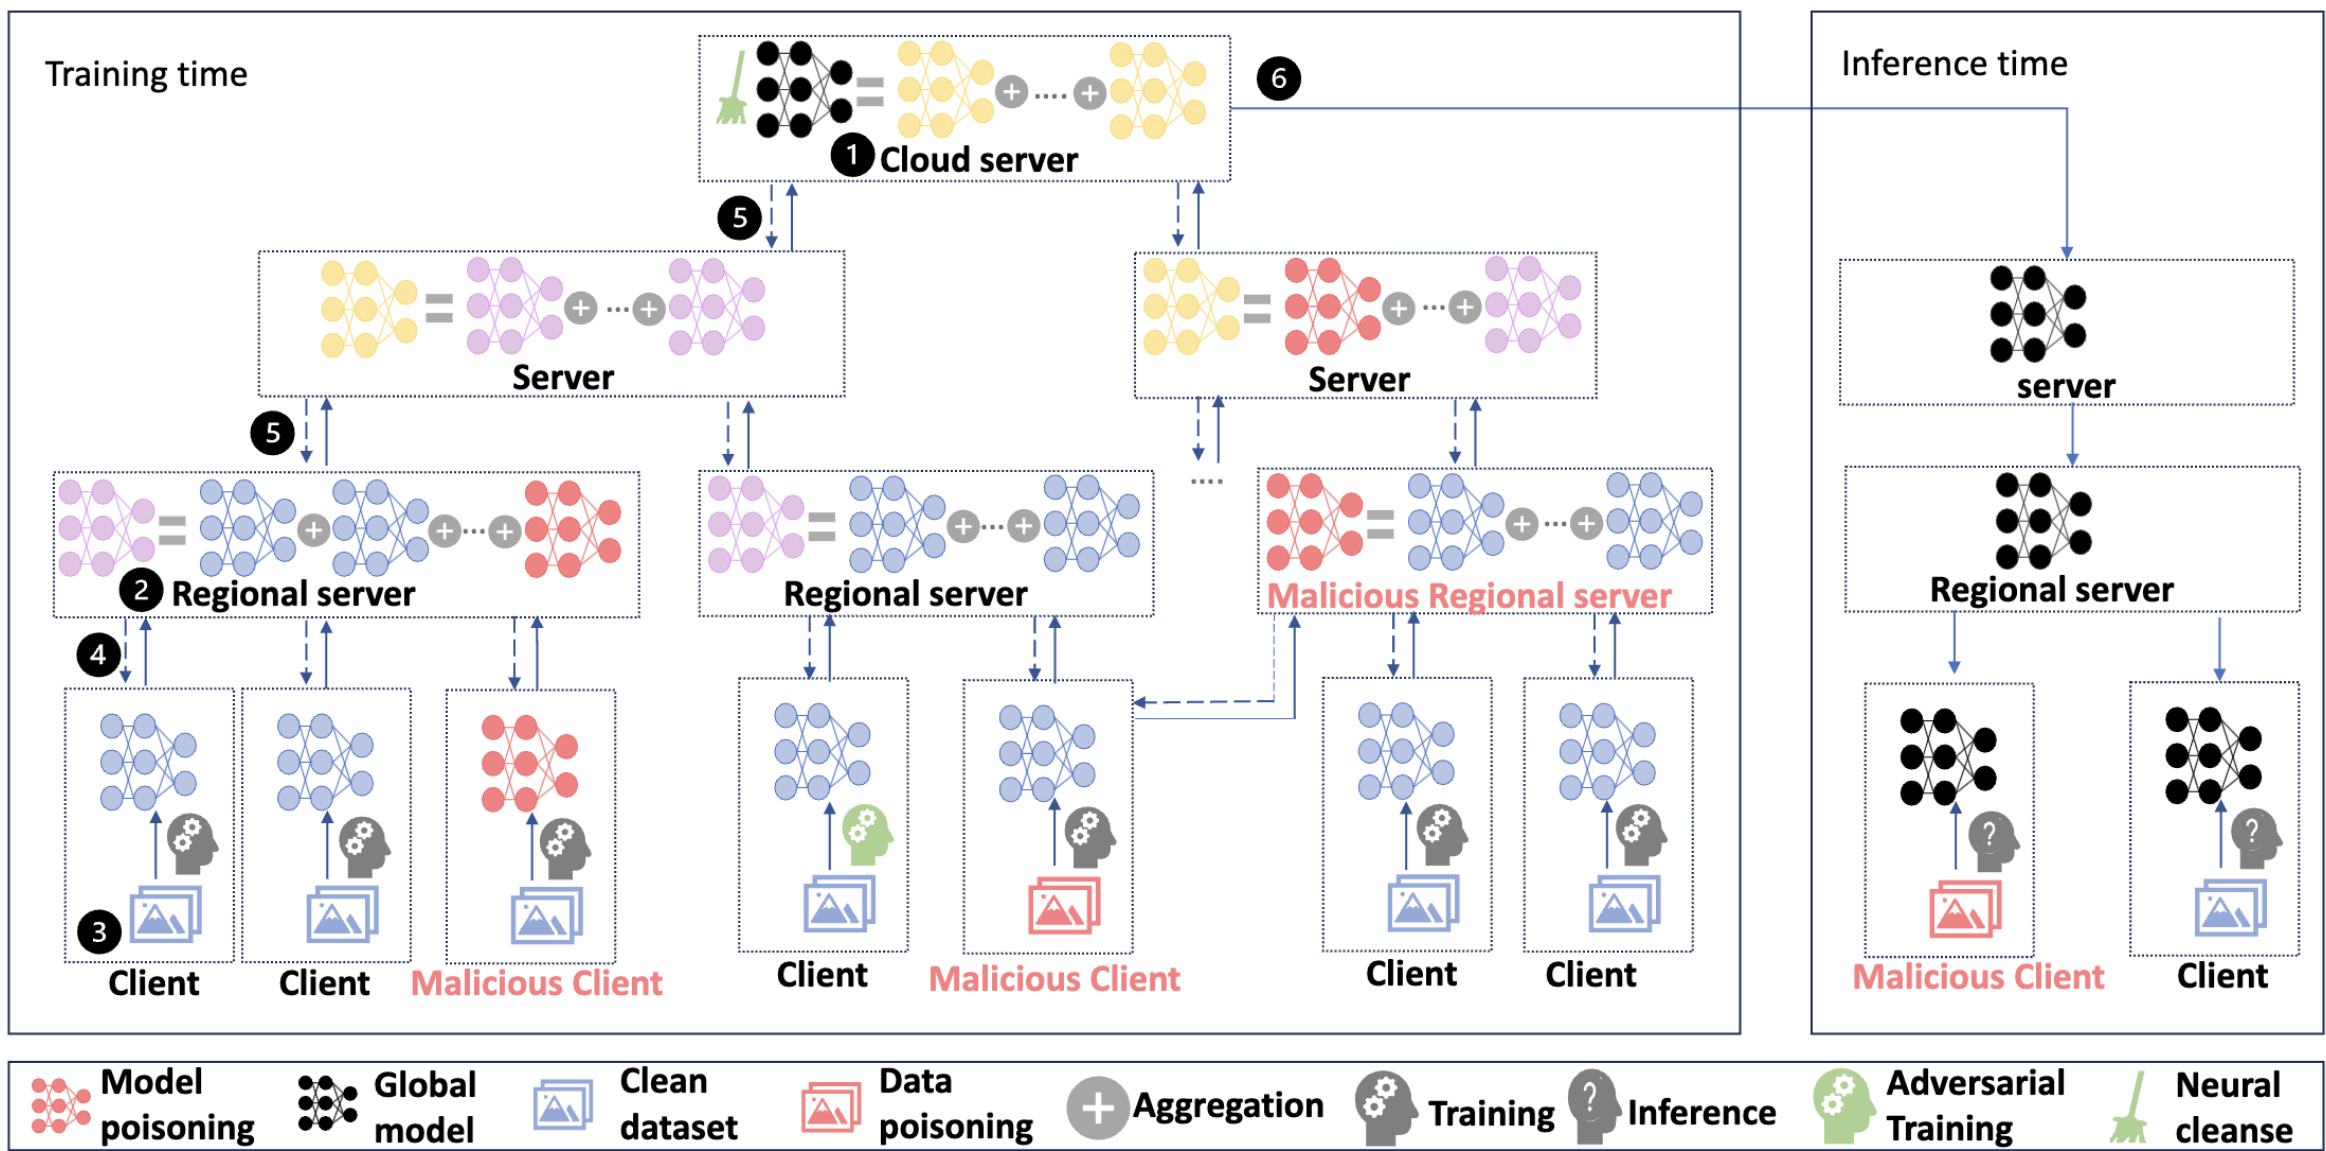 Training time
Inference time
6
1 Cloud server
5
Server
Server
server
5
....
2 Regional server
Regional server
Malicious Regional server
Regional server
4
3
Client
Client
Malicious Client
Client
Malicious Client
Client
Client
Malicious Client
Client
Model poisoning
Global model
Clean dataset
Data poisoning
Aggregation
Training
Inference
Adversarial Training
Neural cleanse